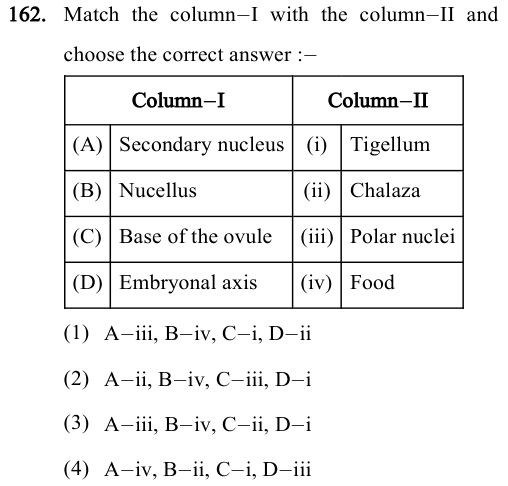 162. Match the column–I with the column–II and
choose the correct answer :–
Column–I Column–II
(A) Secondary nucleus (i) Tigellum
(B) Nucellus (ii) Chalaza
(C) Base of the ovule (iii) Polar nuclei
(D) Embryonal axis (iv) Food
(1) A–iii, B–iv, C–i, D–ii
(2) A–ii, B–iv, C–iii, D–i
(3) A–iii, B–iv, C–ii, D–i
(4) A–iv, B–ii, C–i, D–iii